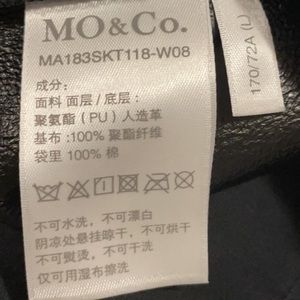 MO&Co.
MA183SKT118-W08
成分：
面料 面层 / 底层：
聚氨酯（PU）人造革
基布：100% 聚酯纤维
袋里 100% 棉
不可水洗，不可漂白
阴凉处悬挂晾干，不可烘干
不可熨烫，不可干洗
仅可用湿布擦洗
170/72A (L)